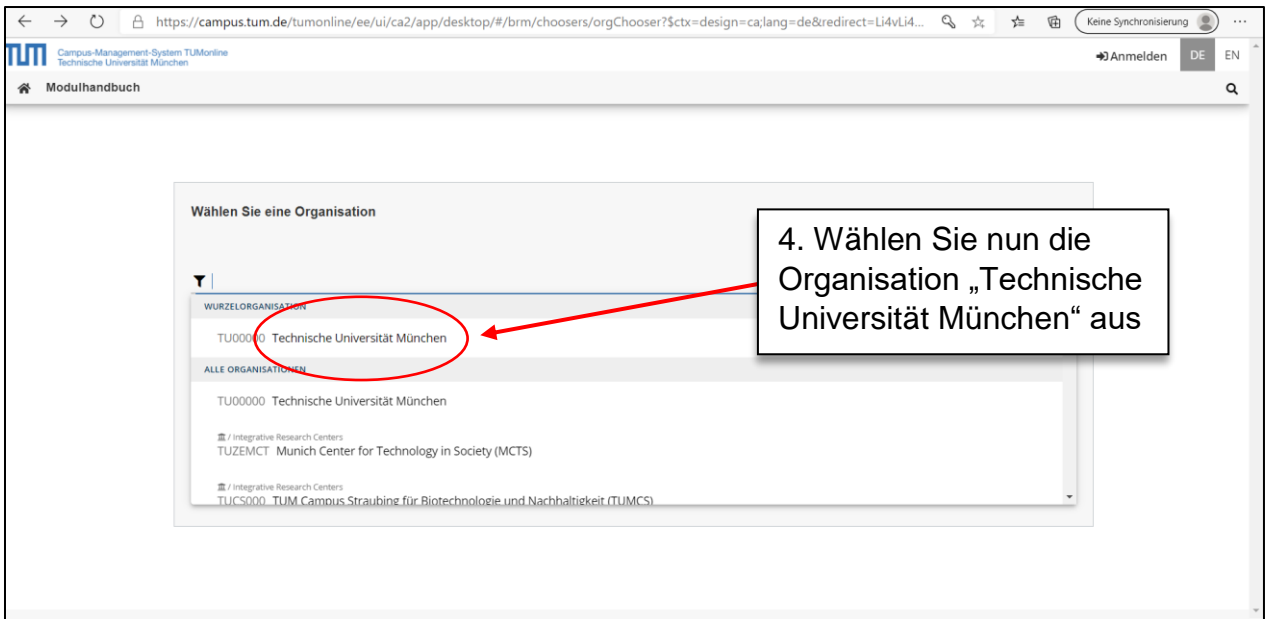 https://campus.tum.de/tumonline/ee/ui/ca2/app/desktop/#/brm/choosers/orgChooser?$ctx=design=ca;lang=de&redirect=Li4vLi4...
Keine Synchronisierung
TUM
Campus-Management-System TUMonline
Technische Universität München
Anmelden
DE
EN
Modulhandbuch
Wählen Sie eine Organisation
4. Wählen Sie nun die
Organisation „Technische
Universität München“ aus
WURZELORGANISATION
TU00000 Technische Universität München
ALLE ORGANISATIONEN
TU00000 Technische Universität München
/ Integrative Research Centers
TUZEMCT Munich Center for Technology in Society (MCTS)
/ Integrative Research Centers
TUCS000 TUM Campus Straubing für Biotechnologie und Nachhaltigkeit (TUMCS)